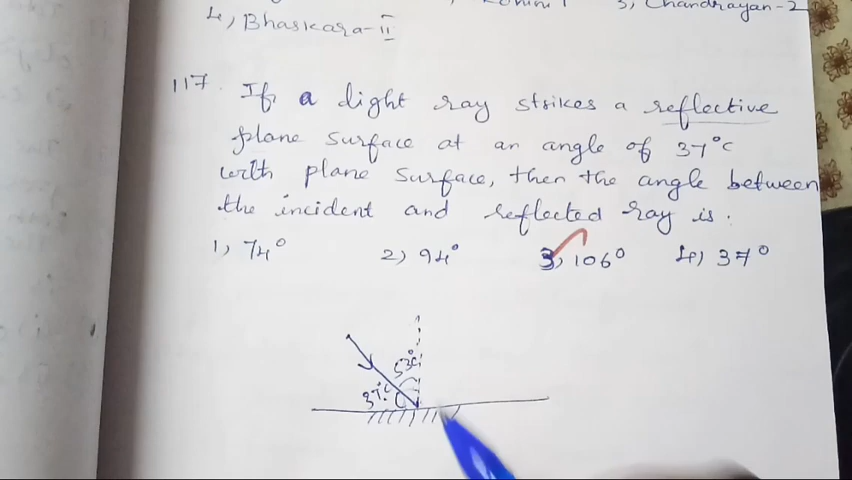 3, Chandrayan-2
4, Bhaskara-II
117. If a light ray strikes a reflective
plane surface at an angle of 37°C
with plane surface, then the angle between
the incident and reflected ray is.
1) 74° 2) 94° 3) 106° 4) 37°
53°
37°